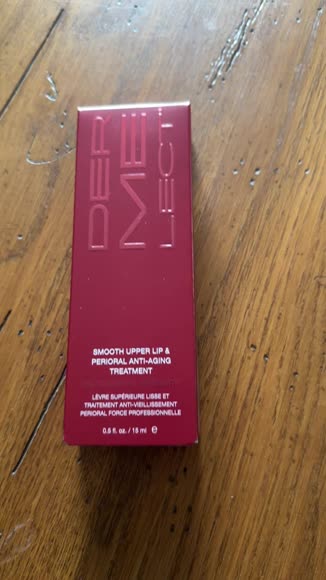 DER
ME
LECT
SMOOTH UPPER LIP &
PERIORAL ANTI-AGING
TREATMENT
LÈVRE SUPÉRIEURE LISSE ET
TRAITEMENT ANTI-VIEILLISSEMENT
PERIORAL FORCE PROFESSIONNELLE
0.5 fl. oz. / 15 ml e